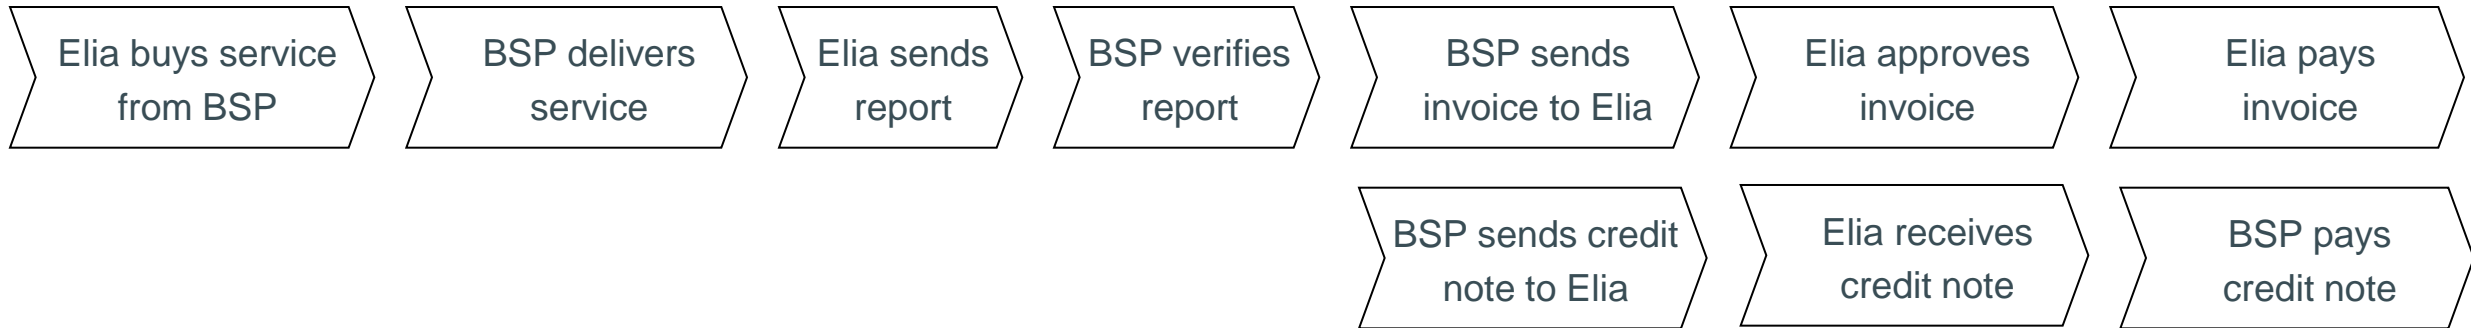 Elia buys service
from BSP
BSP delivers
service
Elia sends
report
BSP verifies
report
BSP sends
invoice to Elia
Elia approves
invoice
Elia pays
invoice
BSP sends credit
note to Elia
Elia receives
credit note
BSP pays
credit note